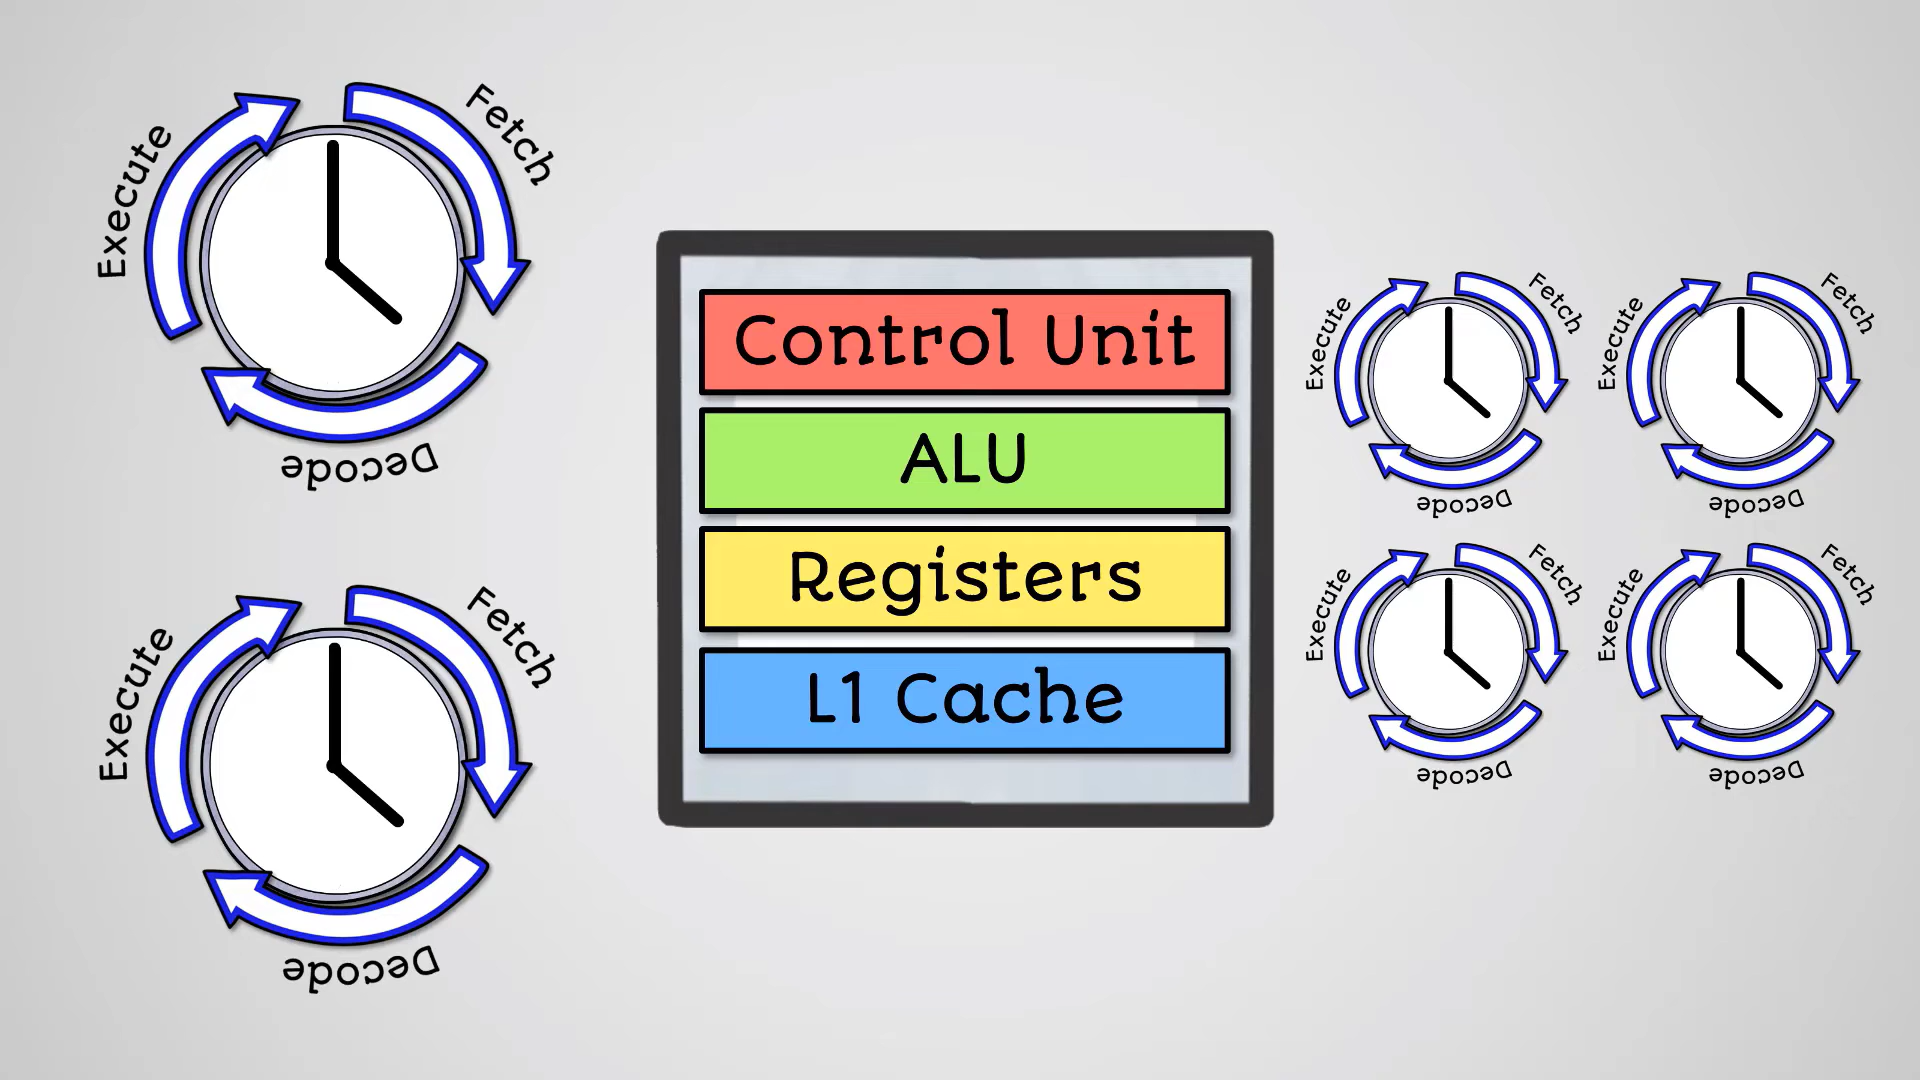 Execute
Fetch
Decode
Execute
Fetch
Decode
Control Unit
ALU
Registers
L1 Cache
Execute
Fetch
Decode
Execute
Fetch
Decode
Execute
Fetch
Decode
Execute
Fetch
Decode